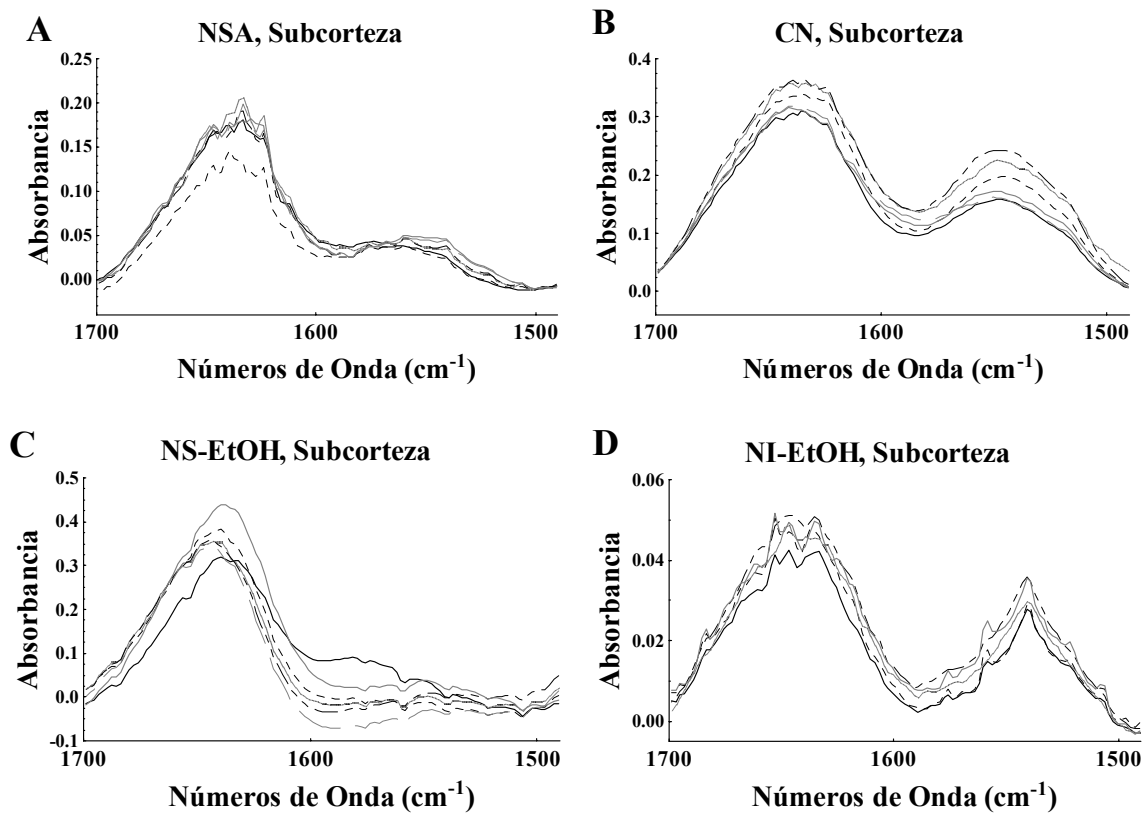 A
NSA, Subcorteza
Absorbancia
0.25
0.20
0.15
0.10
0.05
0.00
1700
1600
1500
Números de Onda (cm-1)
B
CN, Subcorteza
Absorbancia
0.4
0.3
0.2
0.1
0.0
1700
1600
1500
Números de Onda (cm-1)
C
NS-EtOH, Subcorteza
Absorbancia
0.5
0.4
0.3
0.2
0.1
0.0
-0.1
1700
1600
1500
Números de Onda (cm-1)
D
NI-EtOH, Subcorteza
Absorbancia
0.06
0.04
0.02
0.00
1700
1600
1500
Números de Onda (cm-1)